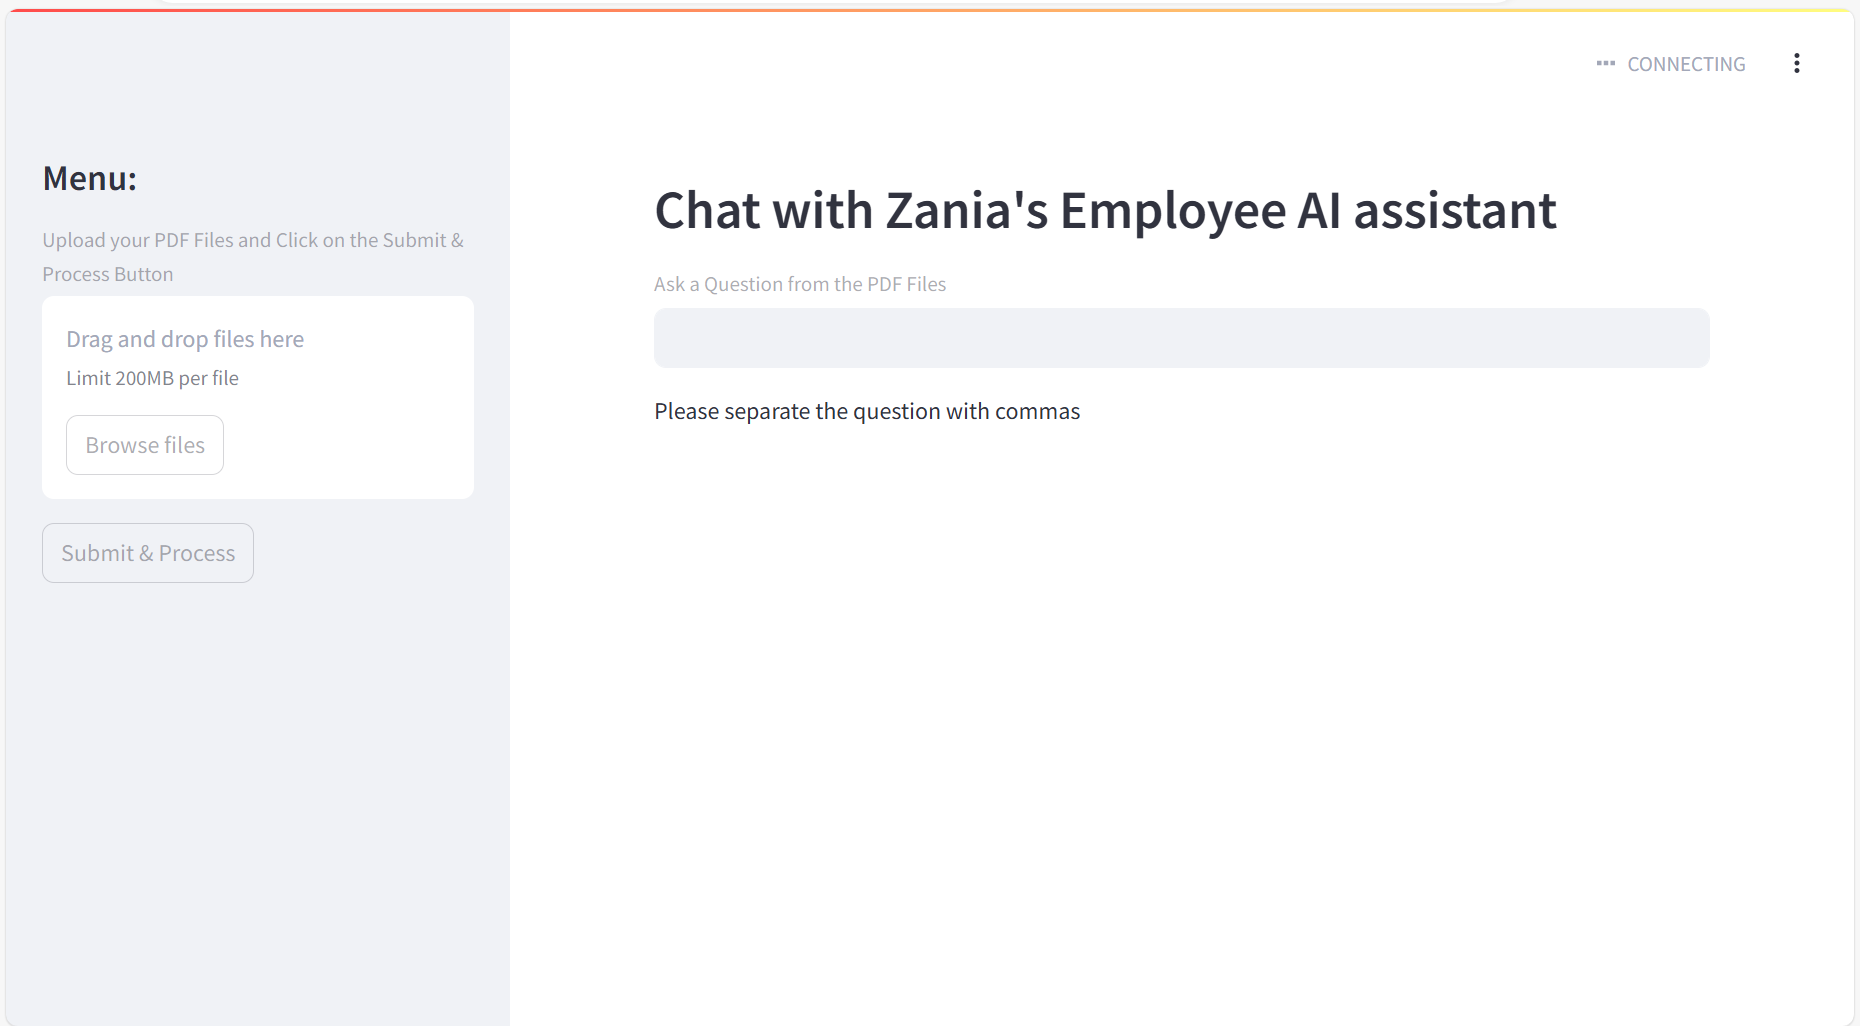 CONNECTING
Menu:
Upload your PDF Files and Click on the Submit &
Process Button
Drag and drop files here
Limit 200MB per file
Browse files
Submit & Process
Chat with Zania's Employee AI assistant
Ask a Question from the PDF Files
Please separate the question with commas